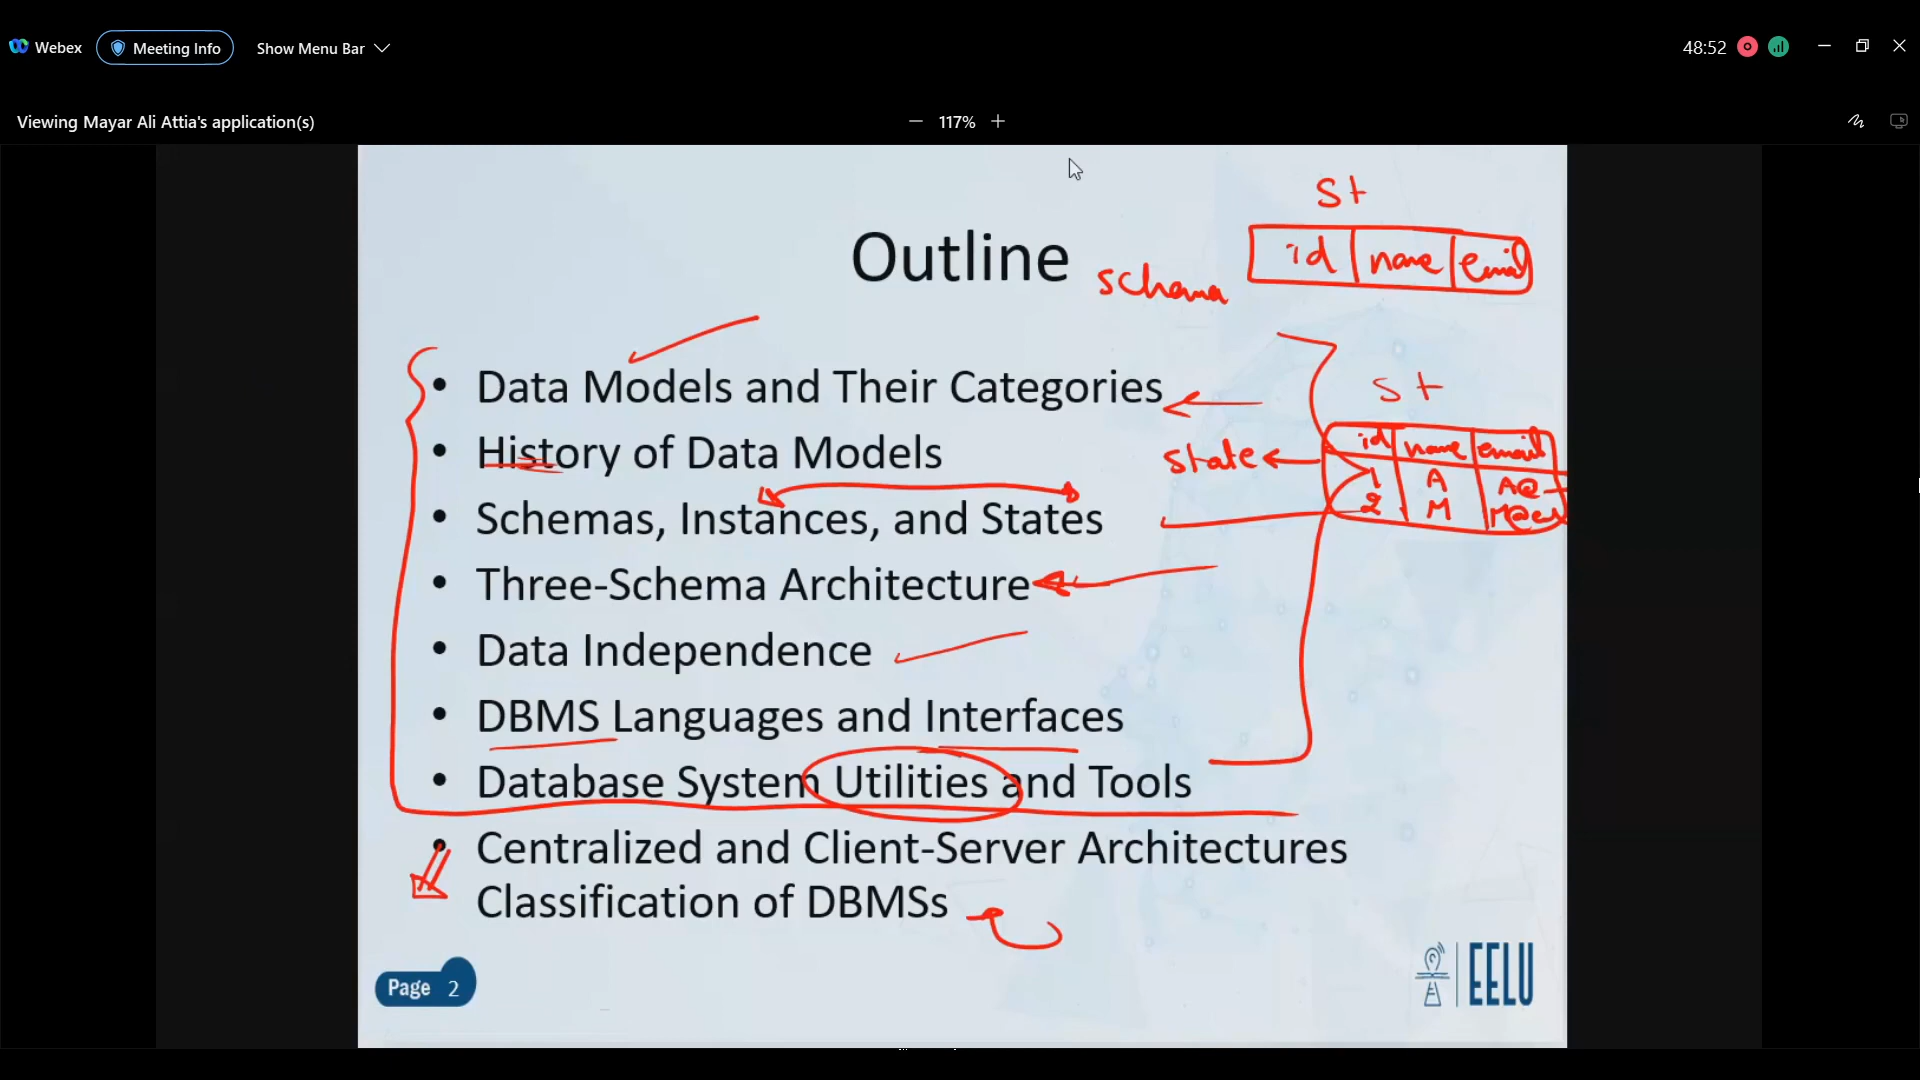 Webex Meeting Info Show Menu Bar 48:52
Viewing Mayar Ali Attia's application(s) 117%
St
id name email
Outline
schema
• Data Models and Their Categories
St
• History of Data Models
state
id name email
1 A A@
2 M
• Schemas, Instances, and States
• Three-Schema Architecture
• Data Independence
• DBMS Languages and Interfaces
• Database System Utilities and Tools
• Centralized and Client-Server Architectures
Classification of DBMSs
Page 2
EELU